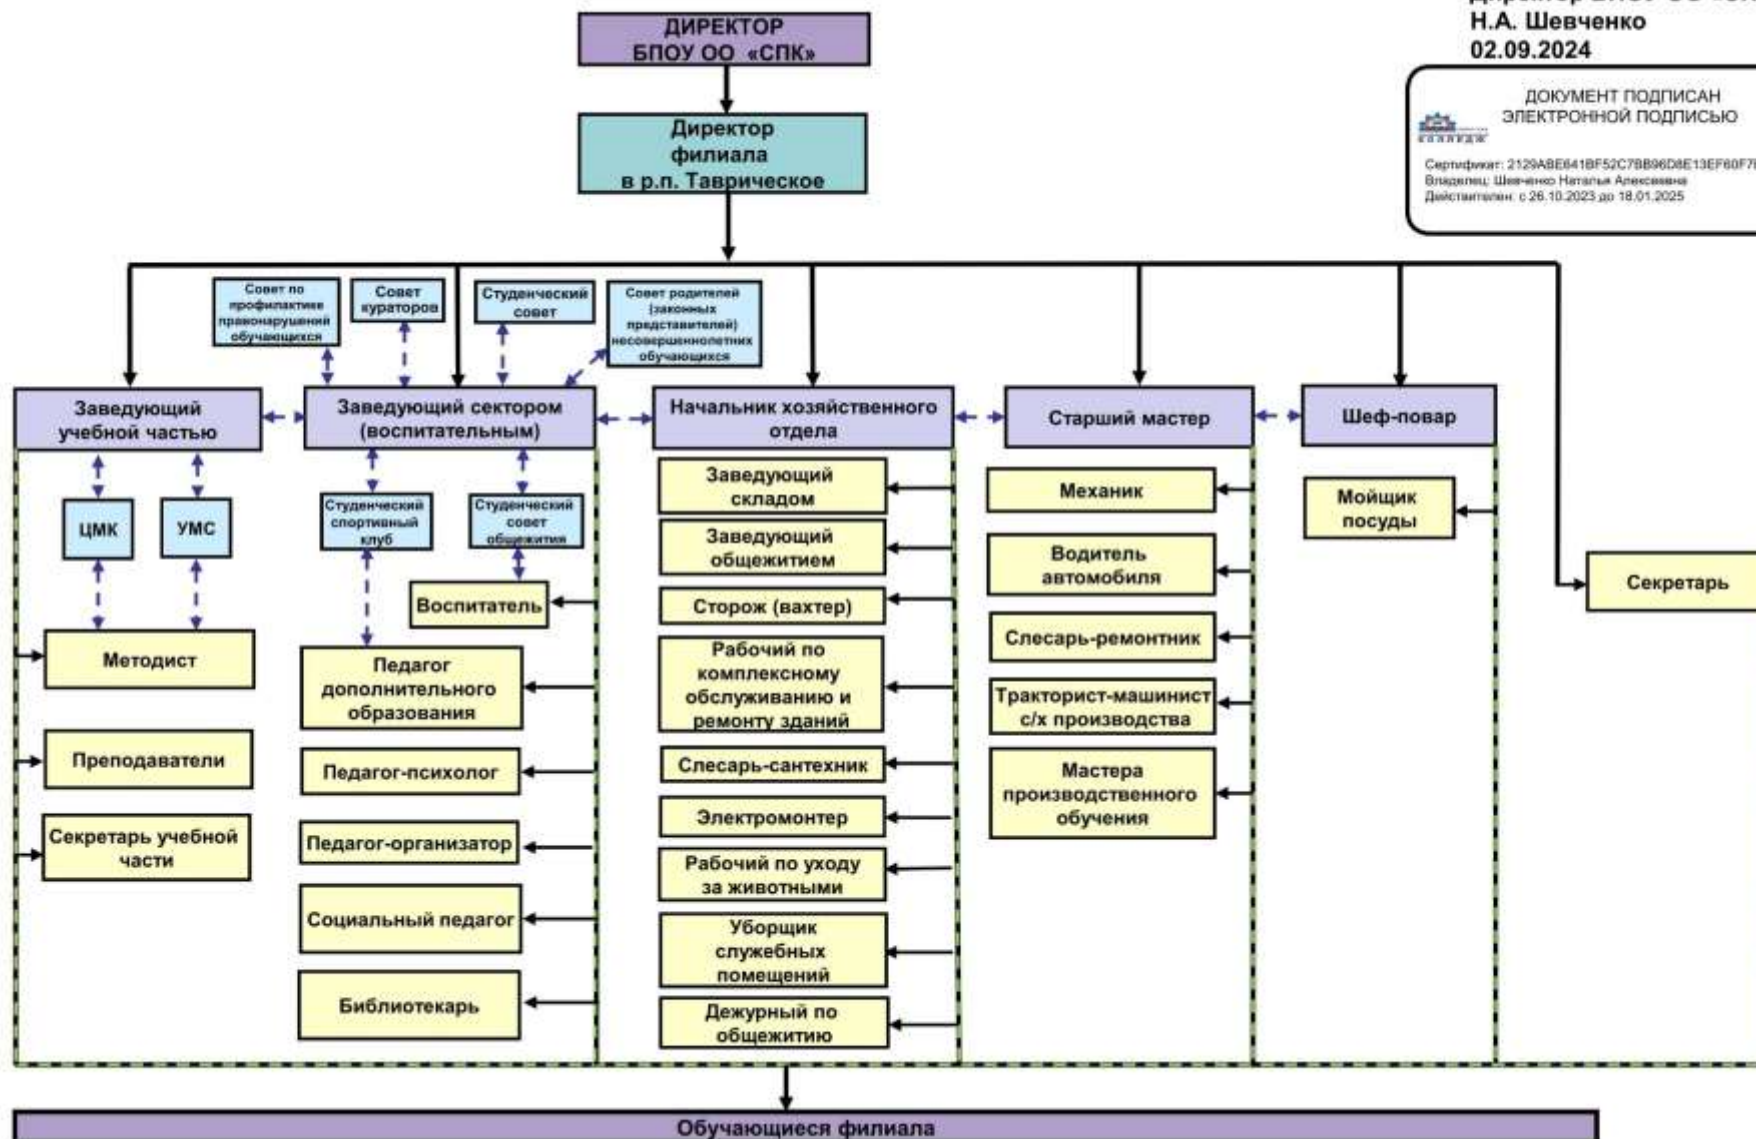 Н.А. Шевченко
02.09.2024
ДОКУМЕНТ ПОДПИСАН
ЭЛЕКТРОННОЙ ПОДПИСЬЮ
КОЛЛЕДЖ
Сертификат:
Владелец: Шевченко Наталья Алексеевна
Действителен: с 26.10.2023 до 18.01.2025
ДИРЕКТОР
БПОУ ОО «СПК»
Директор
филиала
в р.п. Таврическое
Совет по
профилактике
правонарушений
обучающихся
Совет
кураторов
Студенческий
совет
Совет родителей
(законных
представителей)
несовершеннолетних
обучающихся
Заведующий
учебной частью
Заведующий сектором
(воспитательным)
Начальник хозяйственного
отдела
Старший мастер
Шеф-повар
ЦМК
УМС
Методист
Преподаватели
Секретарь учебной
части
Студенческий
спортивный
клуб
Студенческий
совет
общежития
Воспитатель
Педагог
дополнительного
образования
Педагог-психолог
Педагог-организатор
Социальный педагог
Библиотекарь
Заведующий
складом
Заведующий
общежитием
Сторож (вахтер)
Рабочий по
комплексному
обслуживанию и
ремонту зданий
Слесарь-сантехник
Электромонтер
Рабочий по уходу
за животными
Уборщик
служебных
помещений
Дежурный по
общежитию
Механик
Водитель
автомобиля
Слесарь-ремонтник
Тракторист-машинист
с/х производства
Мастера
производственного
обучения
Мойщик
посуды
Секретарь
Обучающиеся филиала